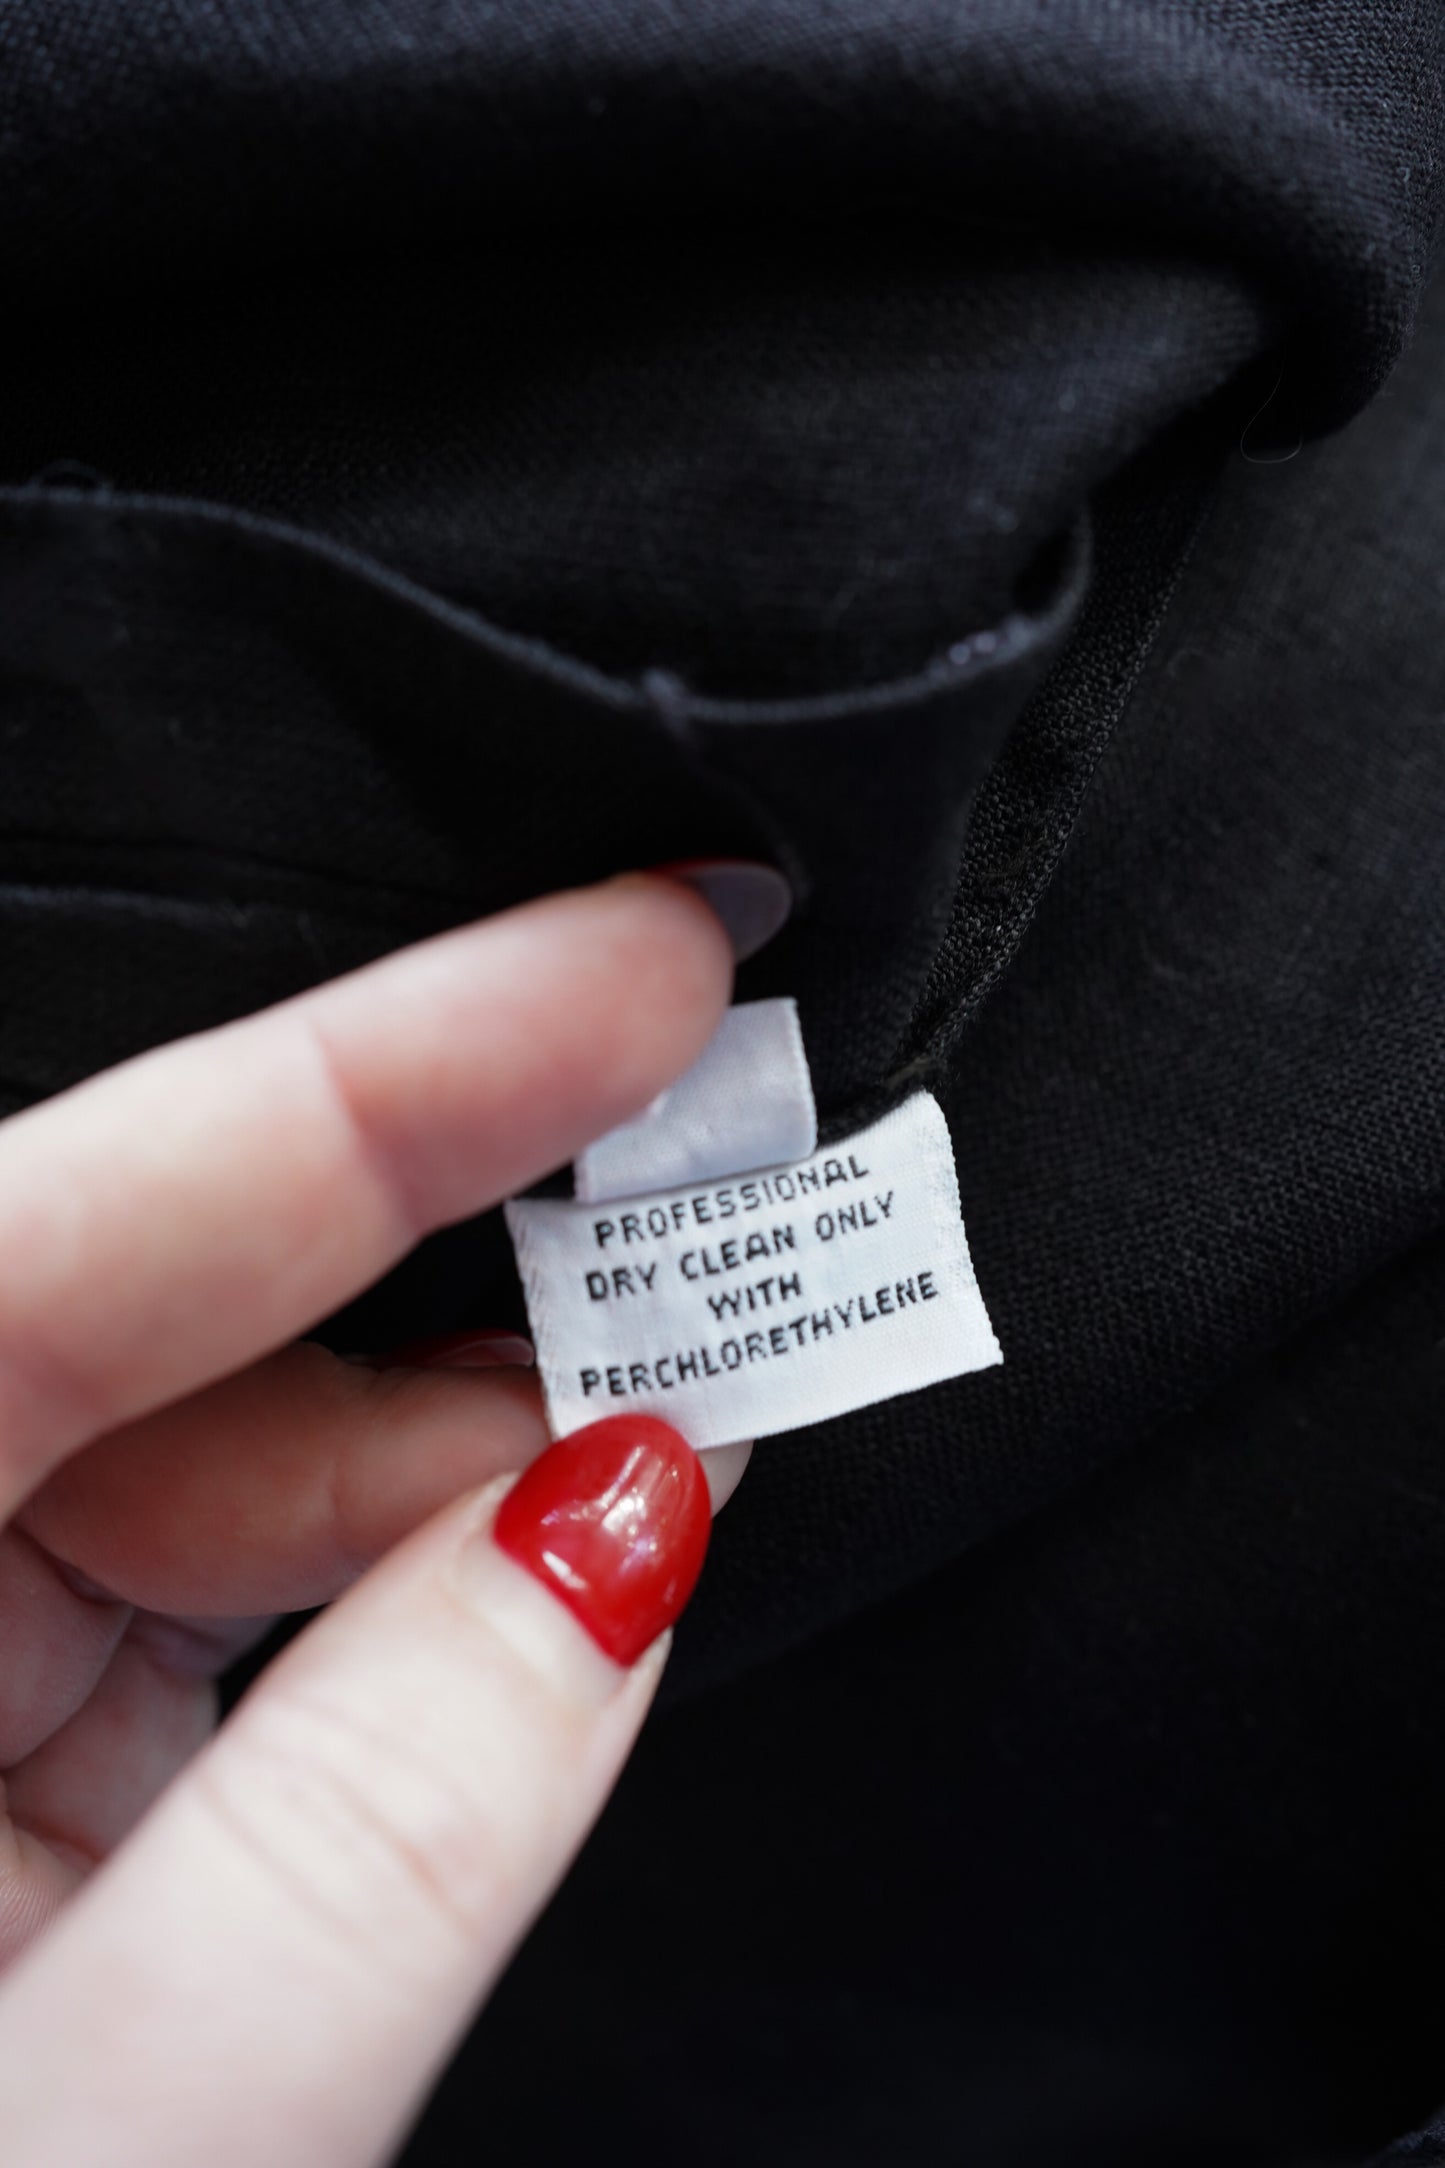 PROFESSIONAL
DRY CLEAN ONLY
WITH
PERCHLORETHYLENE